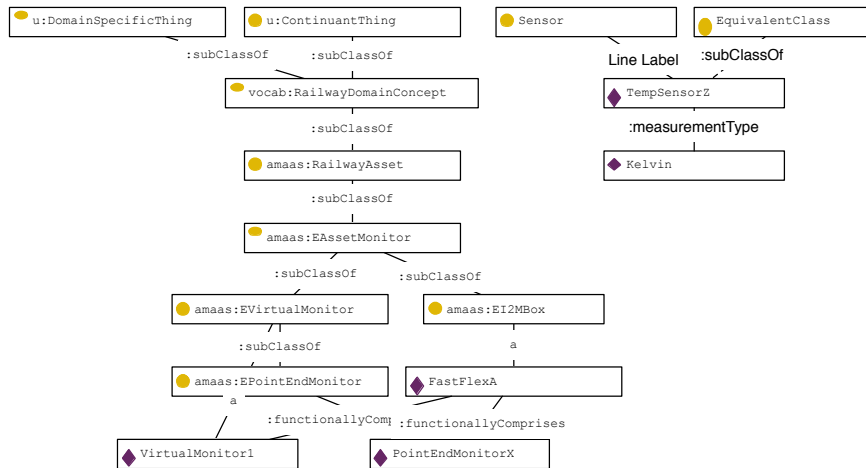 u:DomainSpecificThing
u:ContinuantThing
Sensor
EquivalentClass
:subClassOf
:subClassOf
Line Label
:subClassOf
vocab:RailwayDomainConcept
TempSensorZ
:subClassOf
:measurementType
amaas:RailwayAsset
Kelvin
:subClassOf
amaas:EAssetMonitor
:subClassOf
:subClassOf
amaas:EVirtualMonitor
amaas:EI2MBox
:subClassOf
a
amaas:EPointEndMonitor
FastFlexA
a
:functionallyComp
:functionallyComprises
VirtualMonitor1
PointEndMonitorX